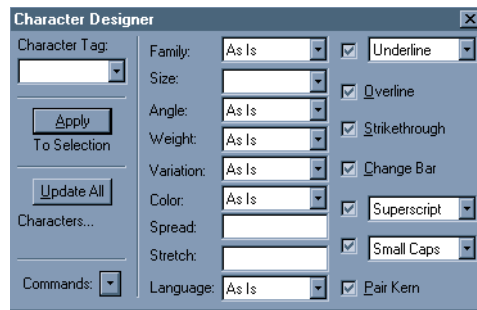 Character Designer
Character Tag:
Apply
To Selection
Update All
Characters...
Commands:
Family: As Is
Size:
Angle: As Is
Weight: As Is
Variation: As Is
Color: As Is
Spread:
Stretch:
Language: As Is
Underline
Overline
Strikethrough
Change Bar
Superscript
Small Caps
Pair Kern